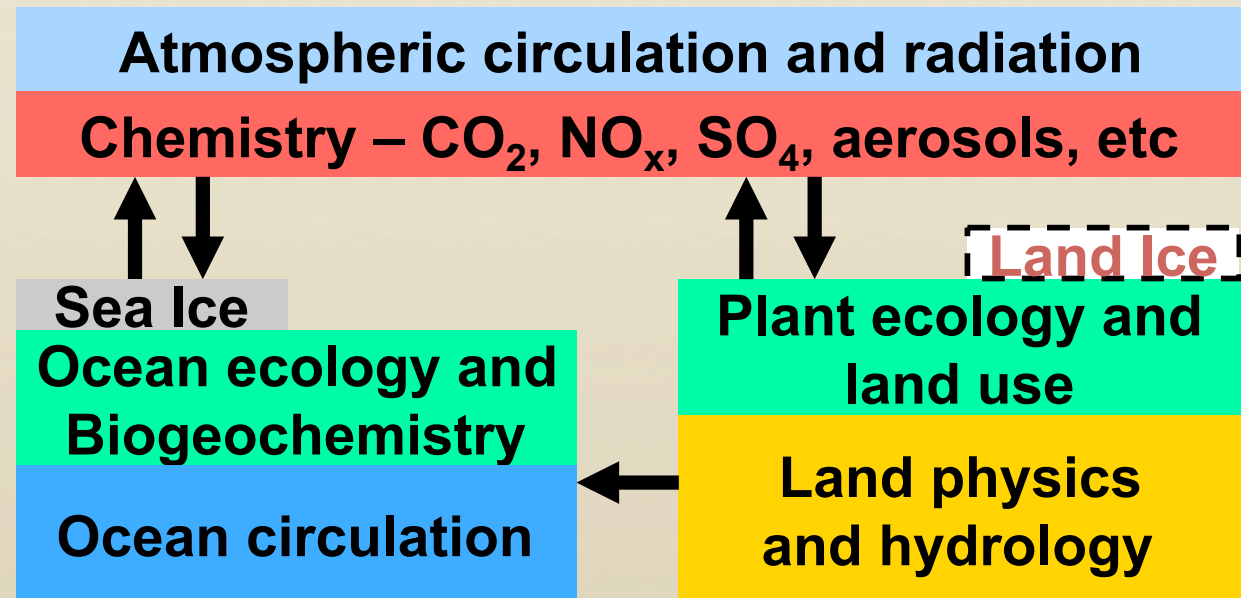 Atmospheric circulation and radiation
Chemistry – CO₂, NOₓ, SO₄, aerosols, etc
Land Ice
Sea Ice
Ocean ecology and
Biogeochemistry
Ocean circulation
Plant ecology and
land use
Land physics
and hydrology